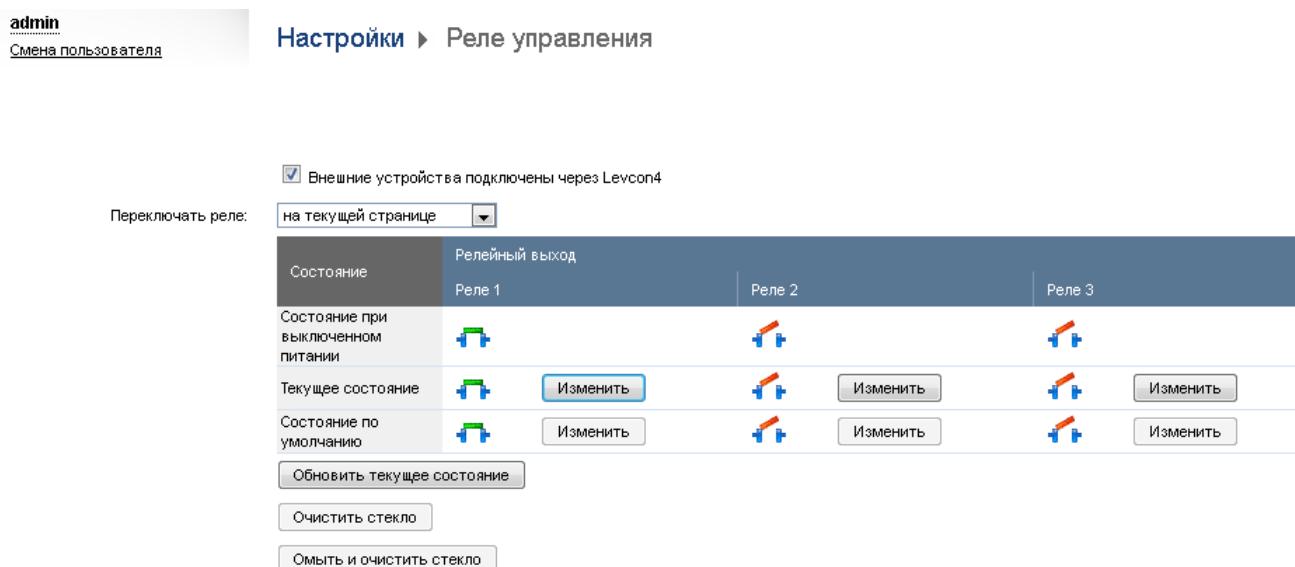 admin
Смена пользователя
Настройки Реле управления
Внешние устройства подключены через Levcon4
Переключать реле: на текущей странице
Состояние
Релейный выход
Реле 1 Реле 2 Реле 3
Состояние при
выключенном
питании
Текущее состояние Изменить Изменить Изменить
Состояние по
умолчанию
Изменить Изменить Изменить
Обновить текущее состояние
Очистить стекло
Омыть и очистить стекло